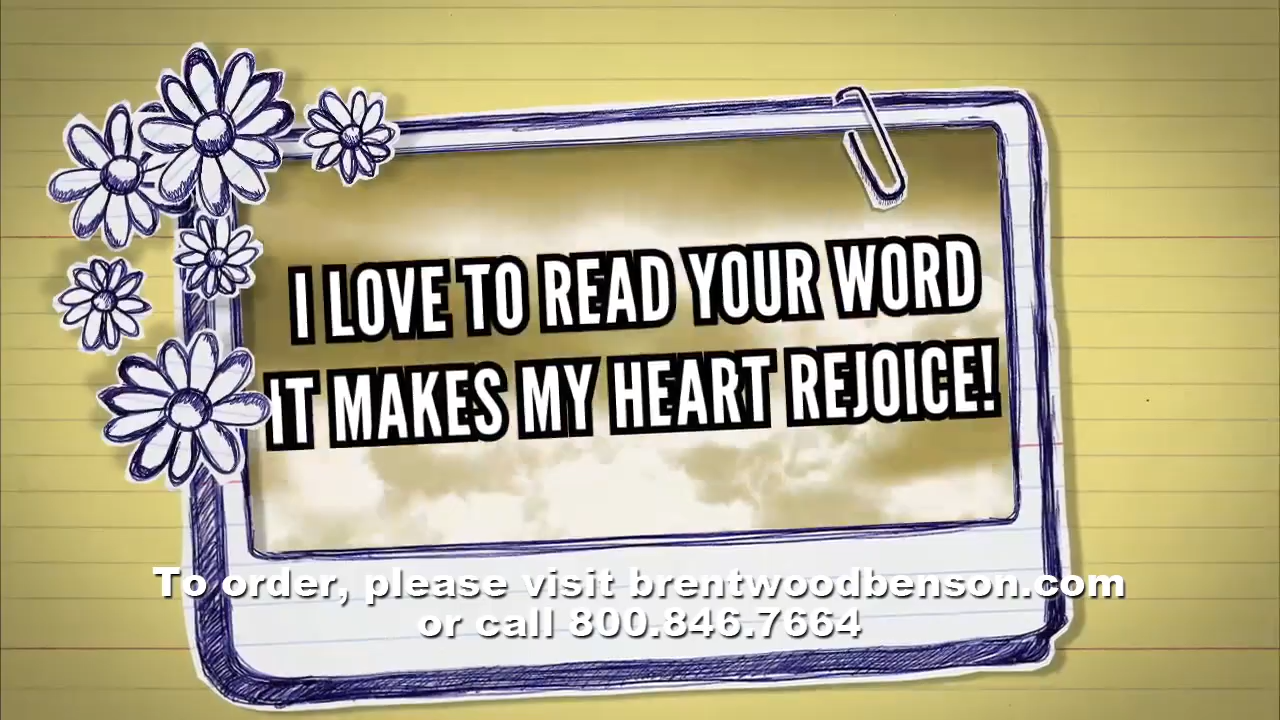 I LOVE TO READ YOUR WORD
IT MAKES MY HEART REJOICE!
To order, please visit brentwoodbenson.com
or call 800.846.7664